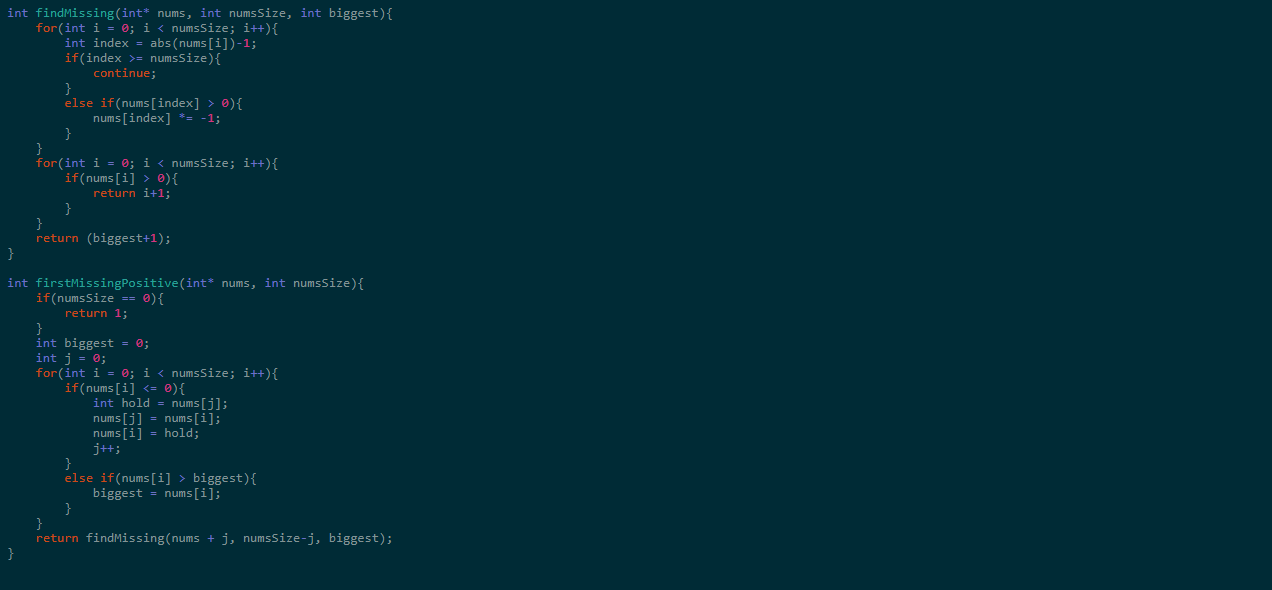 int findMissing(int* nums, int numsSize, int biggest){
    for(int i = 0; i < numsSize; i++){
        int index = abs(nums[i])-1;
        if(index >= numsSize){
            continue;
        }
        else if(nums[index] > 0){
            nums[index] *= -1;
        }
    }
    for(int i = 0; i < numsSize; i++){
        if(nums[i] > 0){
            return i+1;
        }
    }
    return (biggest+1);
}

int firstMissingPositive(int* nums, int numsSize){
    if(numsSize == 0){
        return 1;
    }
    int biggest = 0;
    int j = 0;
    for(int i = 0; i < numsSize; i++){
        if(nums[i] <= 0){
            int hold = nums[j];
            nums[j] = nums[i];
            nums[i] = hold;
            j++;
        }
        else if(nums[i] > biggest){
            biggest = nums[i];
        }
    }
    return findMissing(nums + j, numsSize-j, biggest);
}